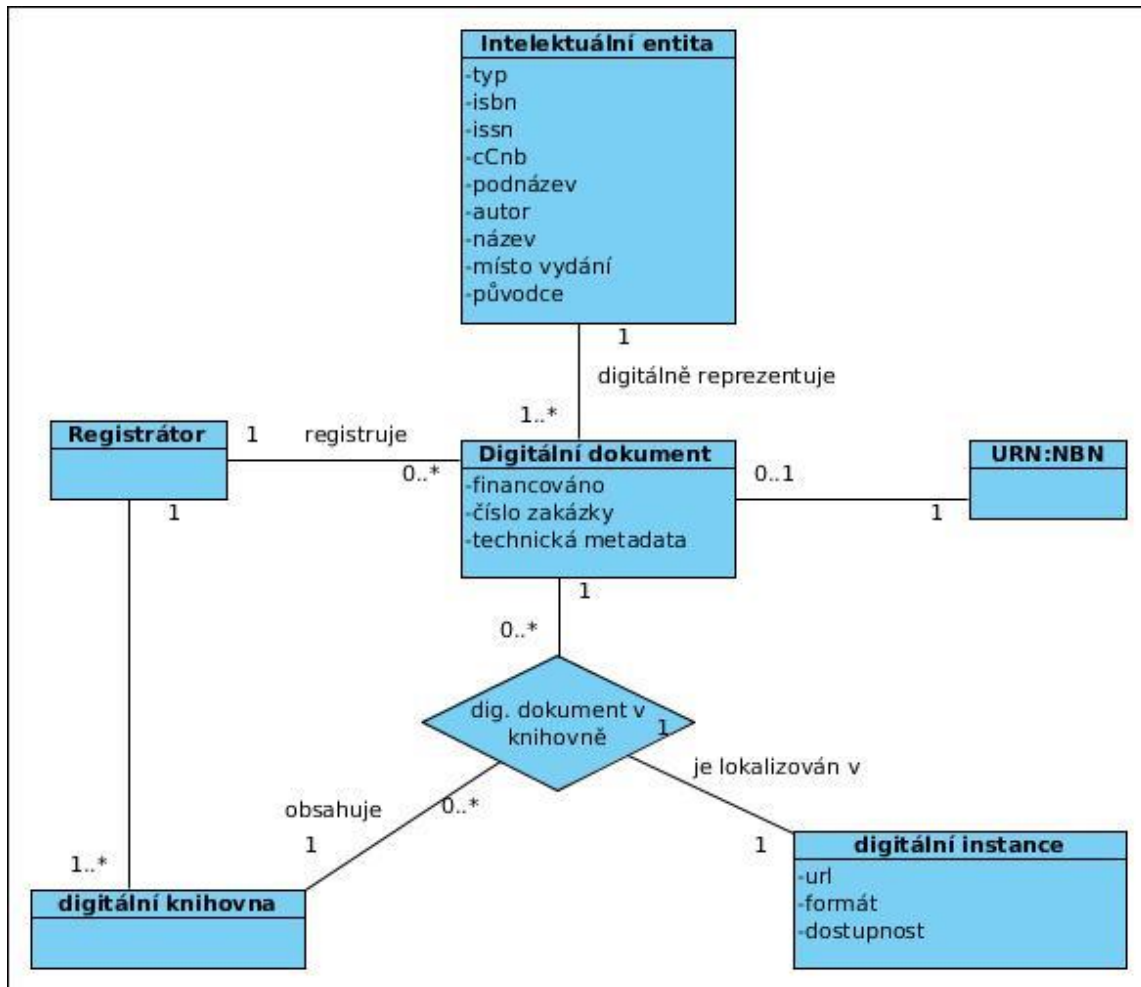 Intelektuální entita
-typ
-isbn
-issn
-cCnb
-podnázev
-autor
-název
-místo vydání
-původce
1
digitálně reprezentuje
1..*
Registrátor
1
registruje
0..*
1
Digitální dokument
-financováno
-číslo zakázky
-technická metadata
0..1
1
URN:NBN
1
0..*
dig. dokument v
knihovně
1
je lokalizován v
obsahuje
0..*
1
1
1..*
digitální knihovna
digitální instance
-url
-formát
-dostupnost